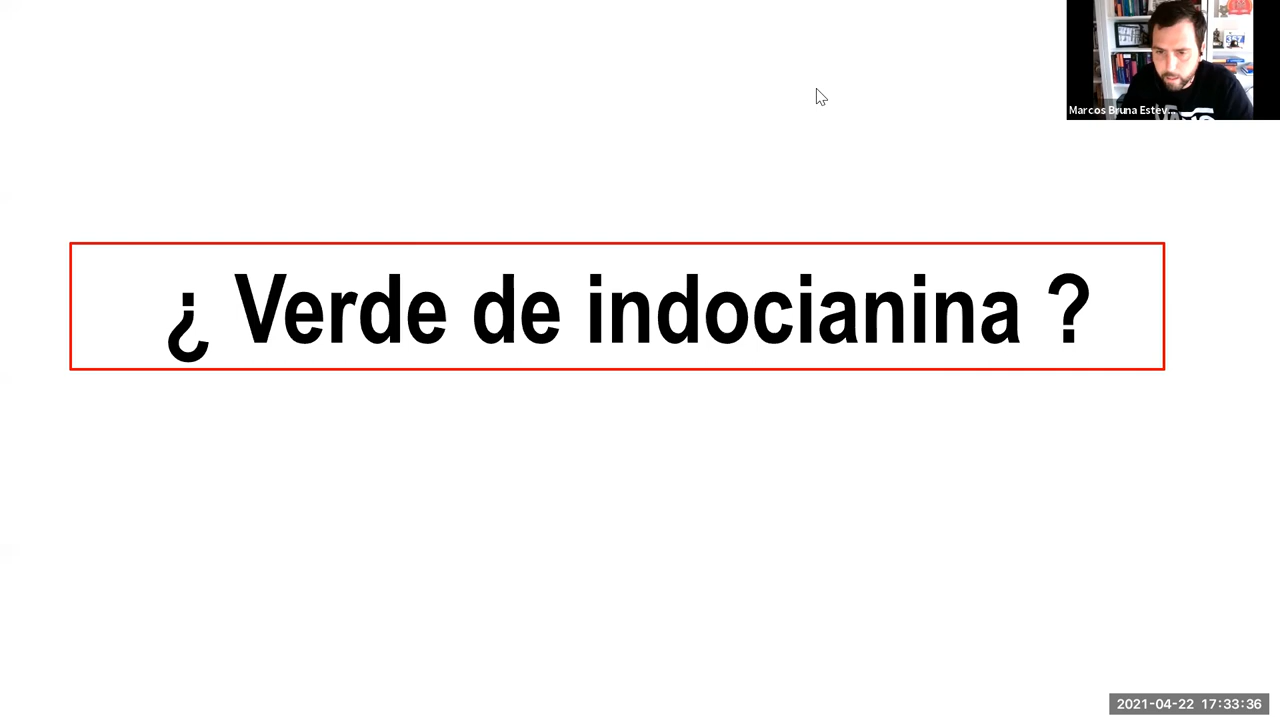 Marcos Bruna Estev...
¿ Verde de indocianina ?
2021-04-22 17:33:36